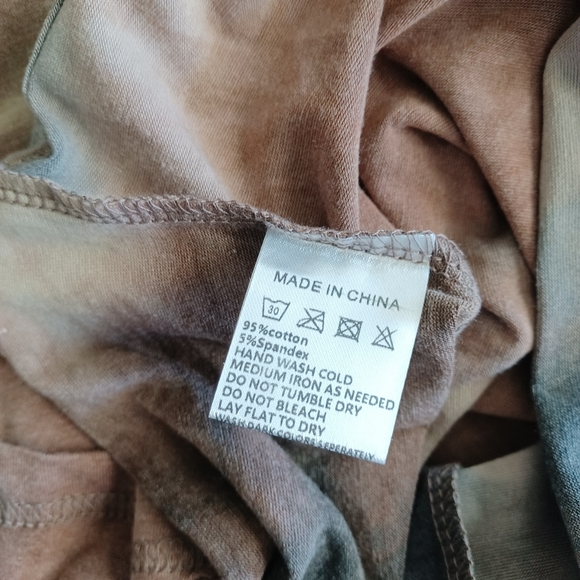 MADE IN CHINA
30
95%cotton
5%Spandex
HAND WASH COLD
MEDIUM IRON AS NEEDED
DO NOT TUMBLE DRY
DO NOT BLEACH
LAY FLAT TO DRY
WASH DARK COLORS SEPERATELY